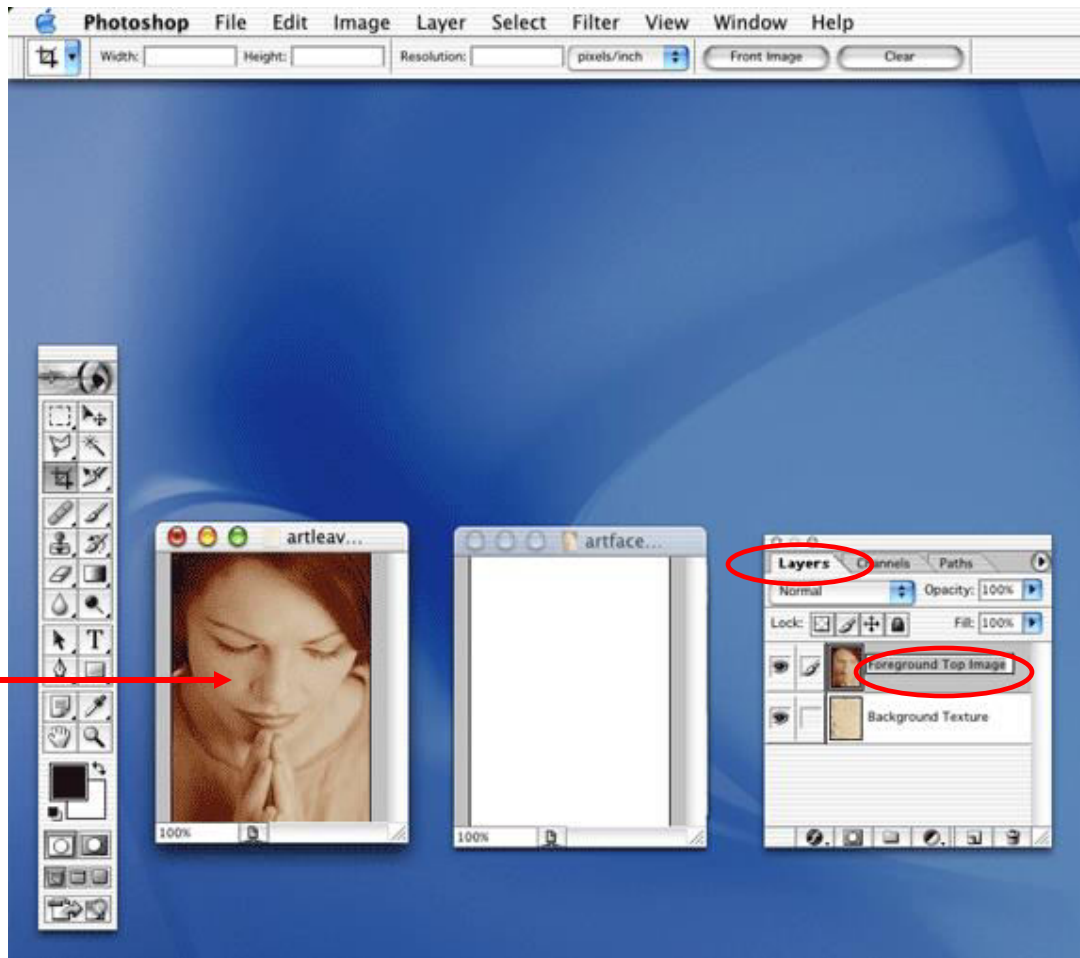 Photoshop File Edit Image Layer Select Filter View Window Help
Width: Height: Resolution: pixels/inch Front Image Clear
artleav...
artface...
Layers Channels Paths
Normal Opacity: 100%
Lock: Fill: 100%
Foreground Top Image
Background Texture
T
100%
100%